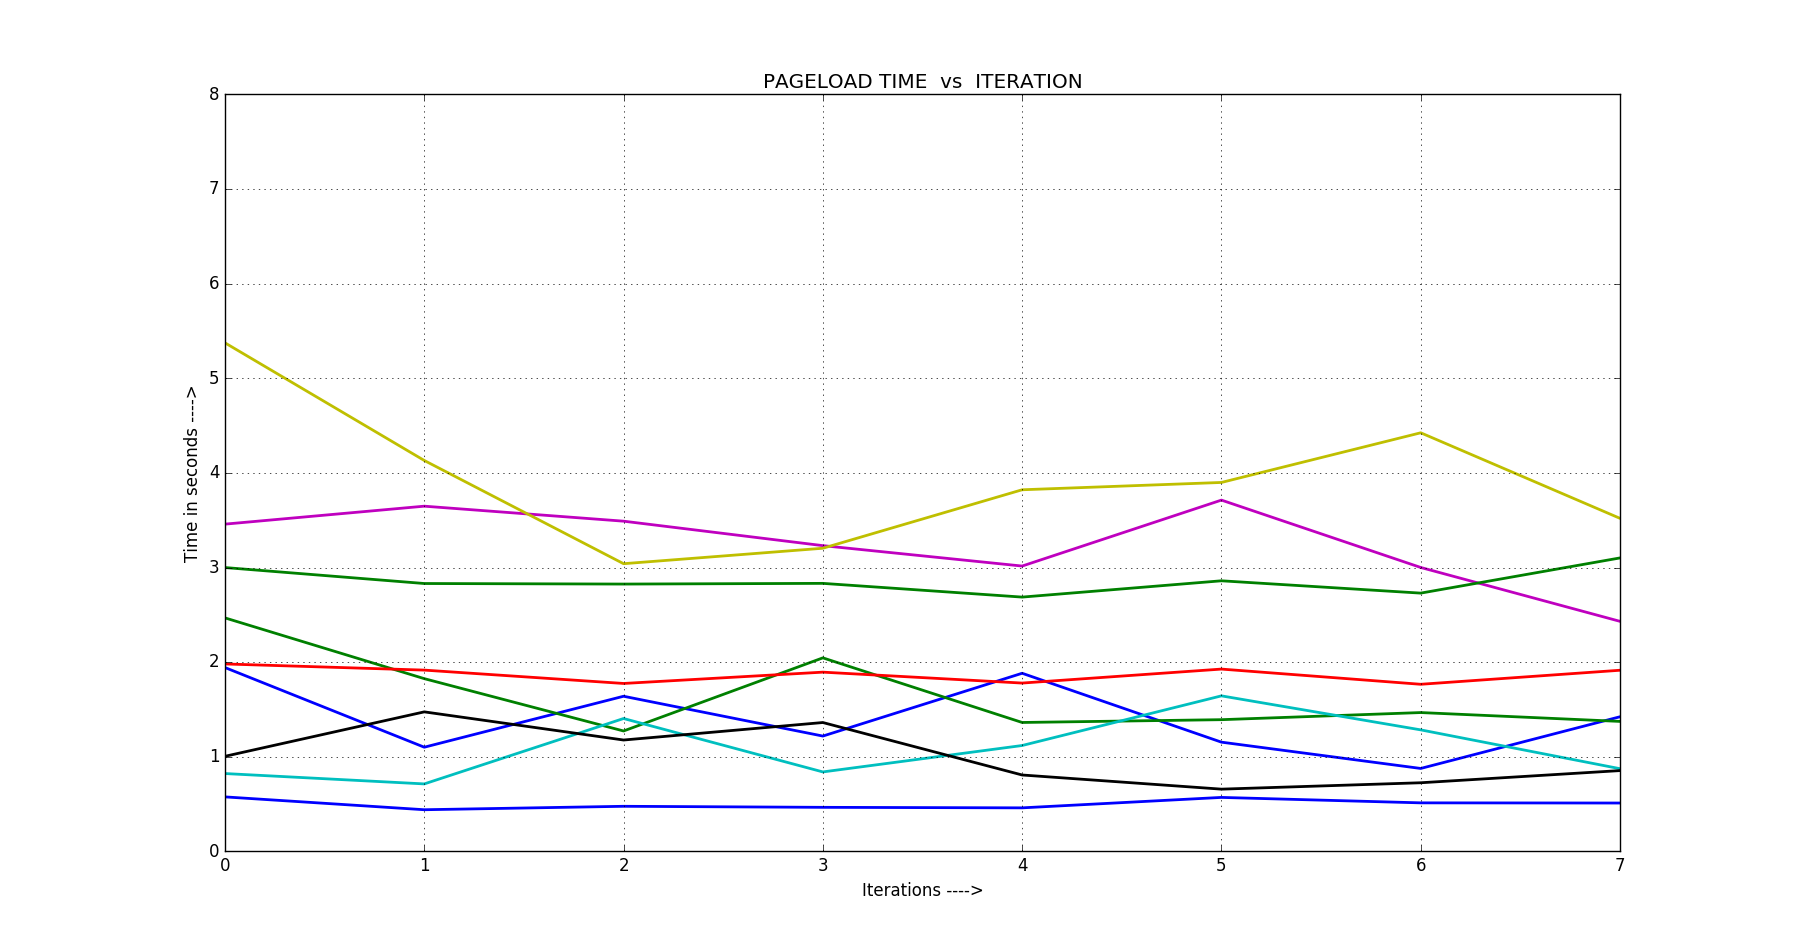 PAGELOAD TIME  vs  ITERATION
8
7
6
5
4
3
2
1
0
Time in seconds ---->
0 1 2 3 4 5 6 7
Iterations ---->